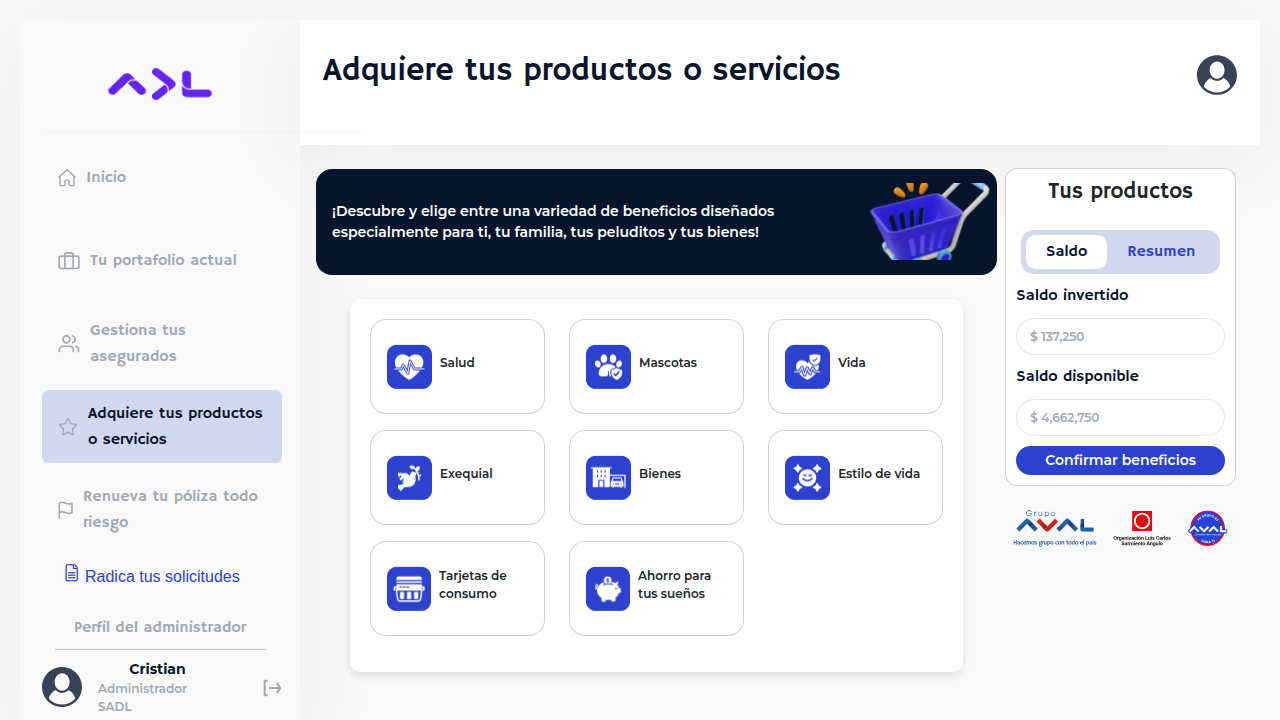 ADL
Inicio
Tu portafolio actual
Gestiona tus
asegurados
Adquiere tus productos
o servicios
Renueva tu póliza todo
riesgo
Radica tus solicitudes
Perfil del administrador
Cristian
Administrador
SADL
Adquiere tus productos o servicios
¡Descubre y elige entre una variedad de beneficios diseñados
especialmente para ti, tu familia, tus peluditos y tus bienes!
Salud
Mascotas
Vida
Exequial
Bienes
Estilo de vida
Tarjetas de
consumo
Ahorro para
tus sueños
Tus productos
Saldo
Resumen
Saldo invertido
$ 137,250
Saldo disponible
$ 4,662,750
Confirmar beneficios
Grupo
AVAL
Hacemos grupo con todo el país
Organización Luis Carlos
Sarmiento Angulo
AVAL